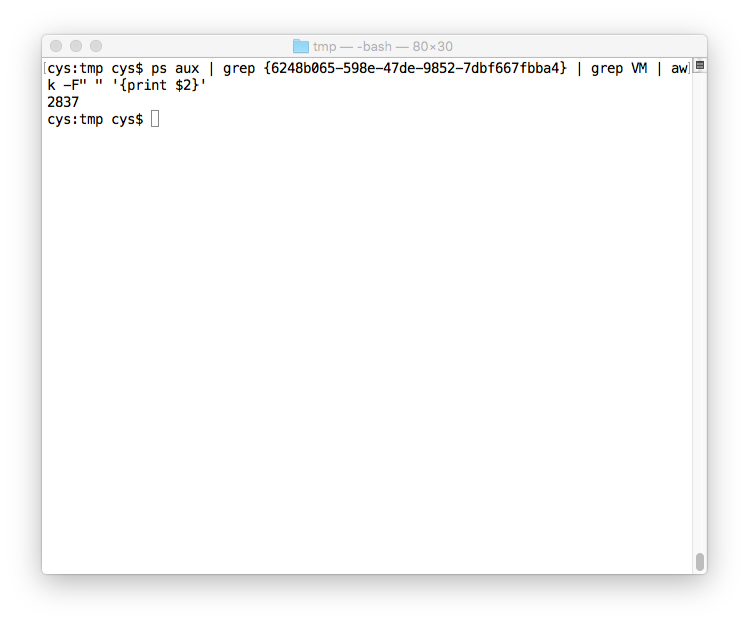 tmp — -bash — 80×30
cys:tmp cys$ ps aux | grep {6248b065-598e-47de-9852-7dbf667fbba4} | grep VM | aw
k -F" " '{print $2}'
2837
cys:tmp cys$